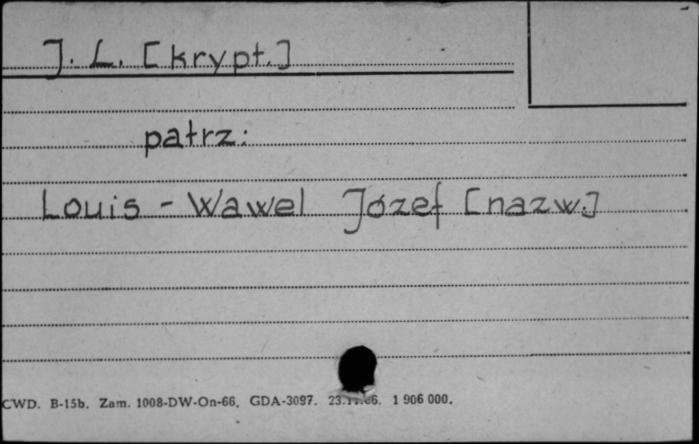 J. L. [krypt.]
patrz:
Louis - Wawel Józef [nazw.]
CWD. B-15b. Zam. 1008-DW-On-66. GDA-3097. 1 906 000.